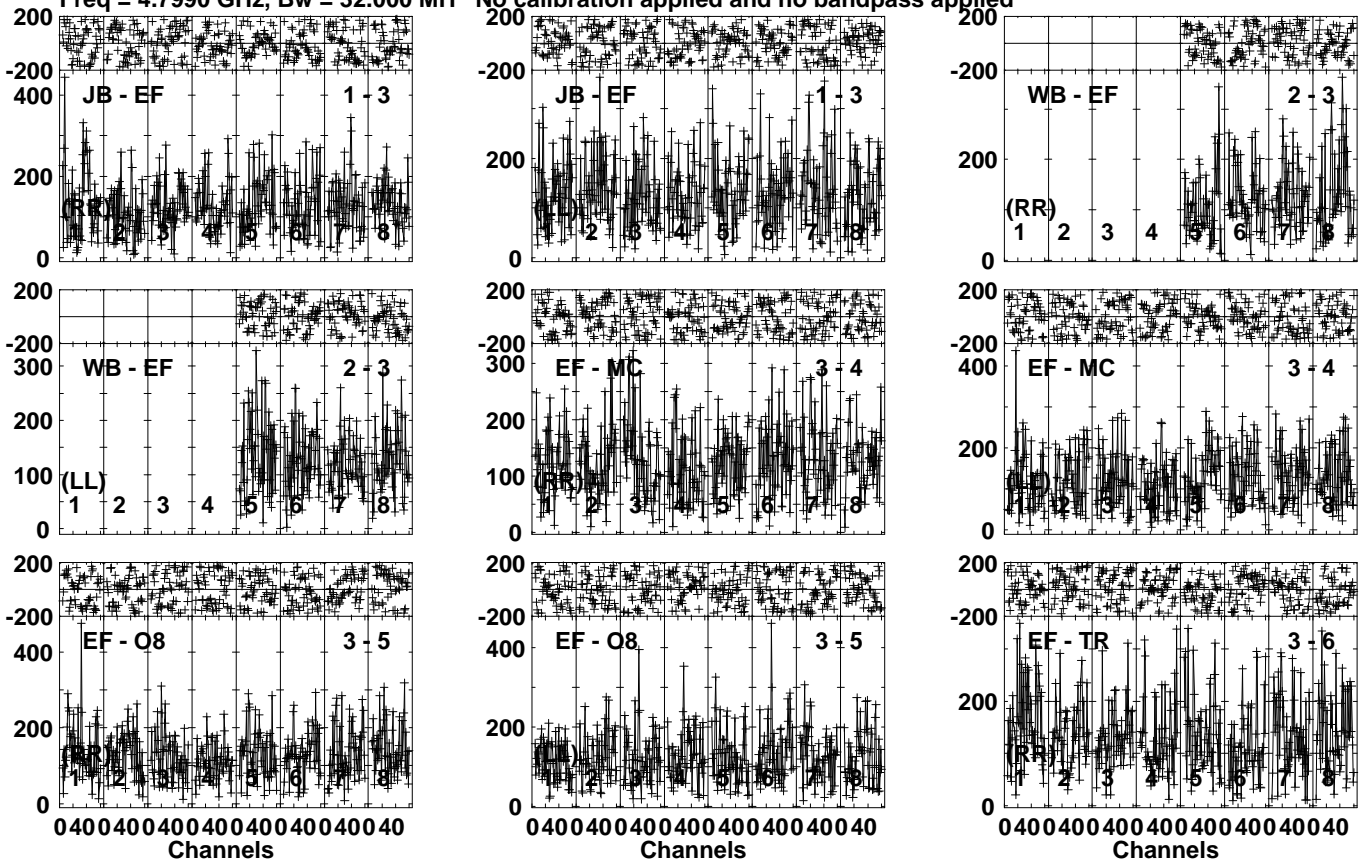 Freq = 4.7990 GHz, Bw = 32.000 MH No calibration applied and no bandpass applied
200 200 200
-200 -200 -200
400 JB - EF 1 - 3 JB - EF 1 - 3 WB - EF 2 - 3
200 200 200
(RR) (LL) (RR)
1 2 3 4 5 6 7 8 1 2 3 4 5 6 7 8 1 2 3 4 5 6 7 8
0 0 0
200 200 200
-200 -200 -200
300 WB - EF 2 - 3 300 EF - MC 3 - 4 400 EF - MC 3 - 4
200 200 200
100 100
(LL) (RR) (LL)
1 2 3 4 5 6 7 8 1 2 3 4 5 6 7 8 1 2 3 4 5 6 7 8
0 0 0
200 200 200
-200 -200 -200
400 EF - O8 3 - 5 400 EF - O8 3 - 5 EF - TR 3 - 6
200 200 200
(RR) (LL) (RR)
1 2 3 4 5 6 7 8 1 2 3 4 5 6 7 8 1 2 3 4 5 6 7 8
0 0 0
0 40 0 40 0 40 0 40 0 40 0 40 0 40 0 40 0 40 0 40 0 40 0 40 0 40 0 40 0 40 0 40 0 40 0 40 0 40 0 40 0 40 0 40 0 40 0 40
Channels Channels Channels